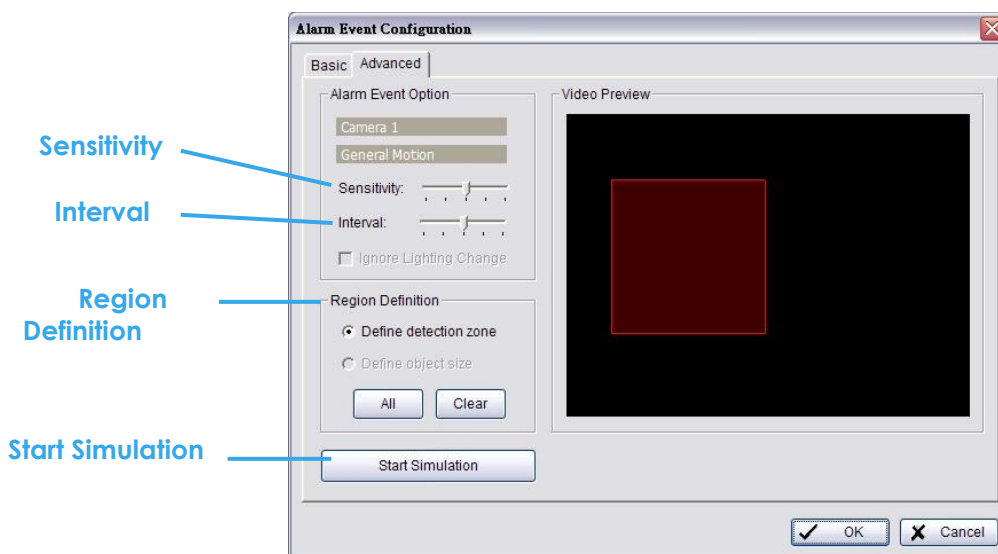 Alarm Event Configuration
Basic
Advanced
Alarm Event Option
Camera 1
General Motion
Sensitivity:
Interval:
Ignore Lighting Change
Region Definition
Define detection zone
Define object size
All
Clear
Start Simulation
Video Preview
OK
Cancel
Sensitivity
Interval
Region
Definition
Start Simulation